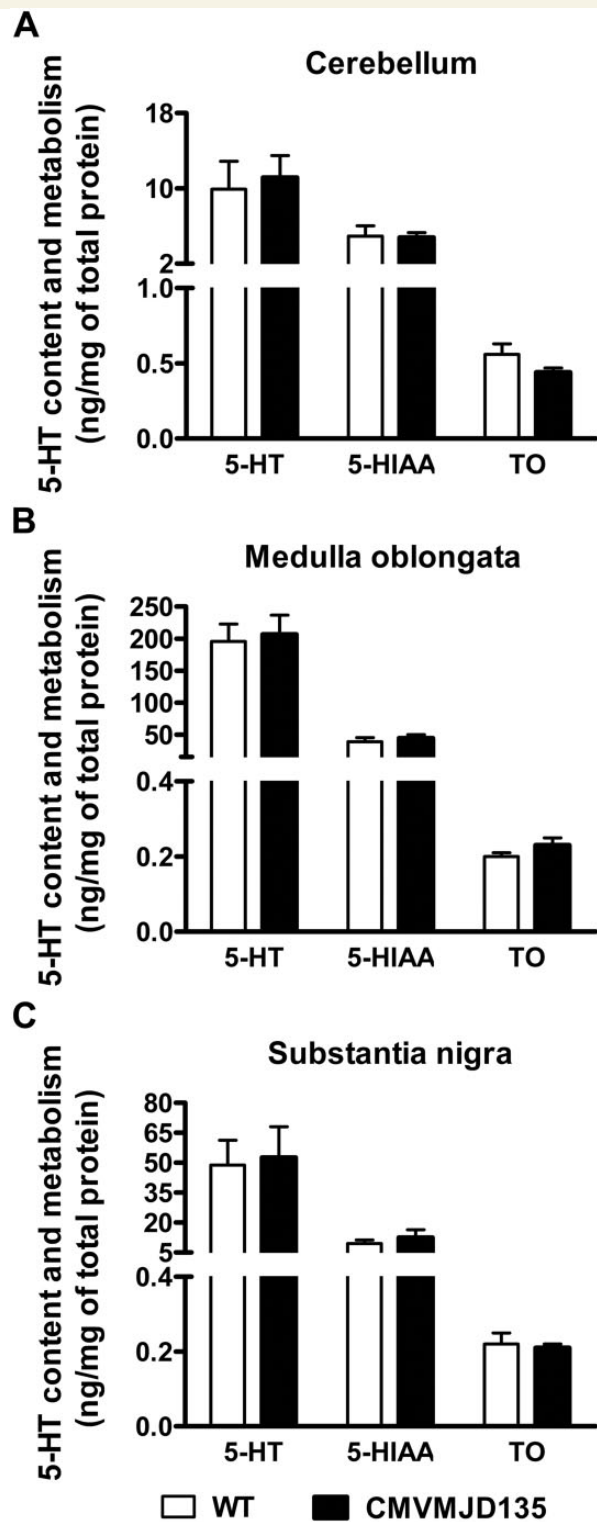 A
Cerebellum
5-HT content and metabolism
(ng/mg of total protein)
18
10
2
1.0
0.5
0.0
5-HT 5-HIAA TO
B
Medulla oblongata
5-HT content and metabolism
(ng/mg of total protein)
250
200
150
100
50
0.4
0.2
0.0
5-HT 5-HIAA TO
C
Substantia nigra
5-HT content and metabolism
(ng/mg of total protein)
80
65
50
35
20
5
0.4
0.2
0.0
5-HT 5-HIAA TO
WT CMVMJD135